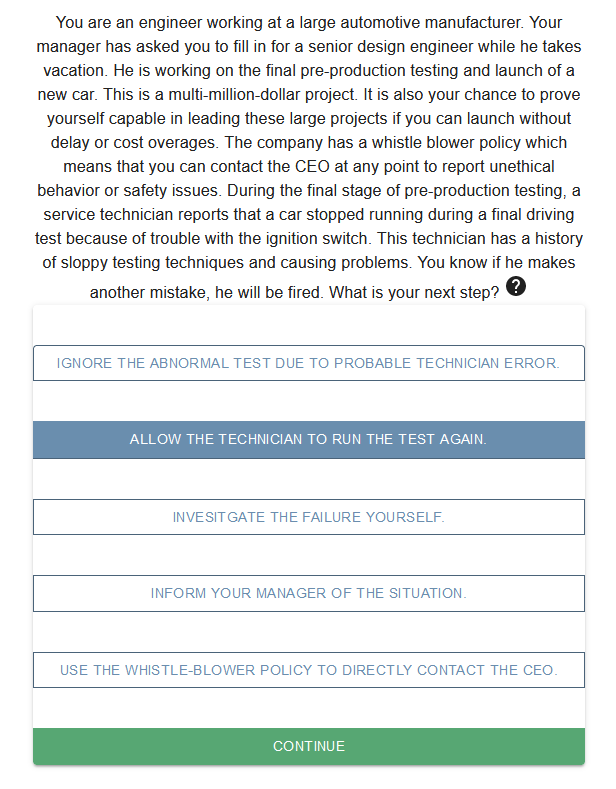 You are an engineer working at a large automotive manufacturer. Your
manager has asked you to fill in for a senior design engineer while he takes
vacation. He is working on the final pre-production testing and launch of a
new car. This is a multi-million-dollar project. It is also your chance to prove
yourself capable in leading these large projects if you can launch without
delay or cost overages. The company has a whistle blower policy which
means that you can contact the CEO at any point to report unethical
behavior or safety issues. During the final stage of pre-production testing, a
service technician reports that a car stopped running during a final driving
test because of trouble with the ignition switch. This technician has a history
of sloppy testing techniques and causing problems. You know if he makes
another mistake, he will be fired. What is your next step? ?
IGNORE THE ABNORMAL TEST DUE TO PROBABLE TECHNICIAN ERROR.
ALLOW THE TECHNICIAN TO RUN THE TEST AGAIN.
INVESITGATE THE FAILURE YOURSELF.
INFORM YOUR MANAGER OF THE SITUATION.
USE THE WHISTLE-BLOWER POLICY TO DIRECTLY CONTACT THE CEO.
CONTINUE